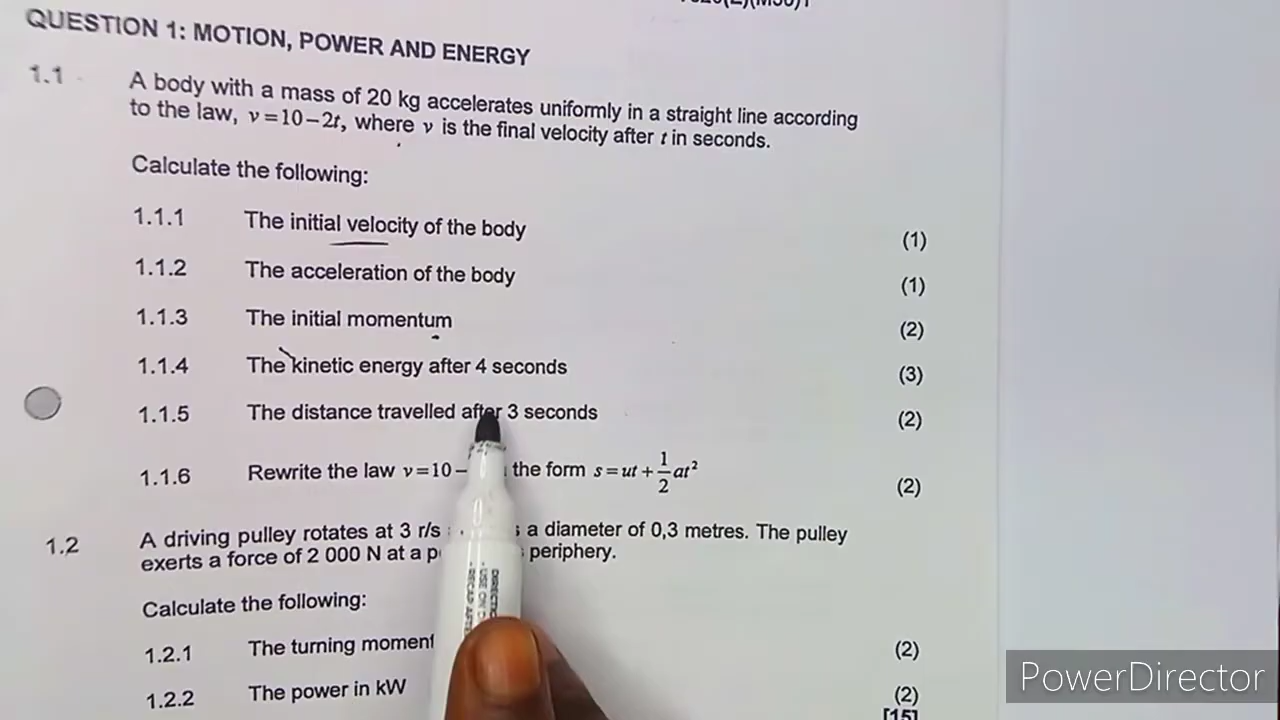 QUESTION 1: MOTION, POWER AND ENERGY
1.1 A body with a mass of 20 kg accelerates uniformly in a straight line according
to the law, v = 10 – 2t, where v is the final velocity after t in seconds.
Calculate the following:
1.1.1 The initial velocity of the body (1)
1.1.2 The acceleration of the body (1)
1.1.3 The initial momentum (2)
1.1.4 The kinetic energy after 4 seconds (3)
1.1.5 The distance travelled after 3 seconds (2)
1.1.6 Rewrite the law v = 10 – the form s = ut + 1/2 at² (2)
1.2 A driving pulley rotates at 3 r/s a diameter of 0,3 metres. The pulley
exerts a force of 2 000 N at a periphery.
Calculate the following:
1.2.1 The turning moment (2)
1.2.2 The power in kW (2)
[15]
DIRECTIO
• USE ON
• RECAP AFTE
PowerDirector